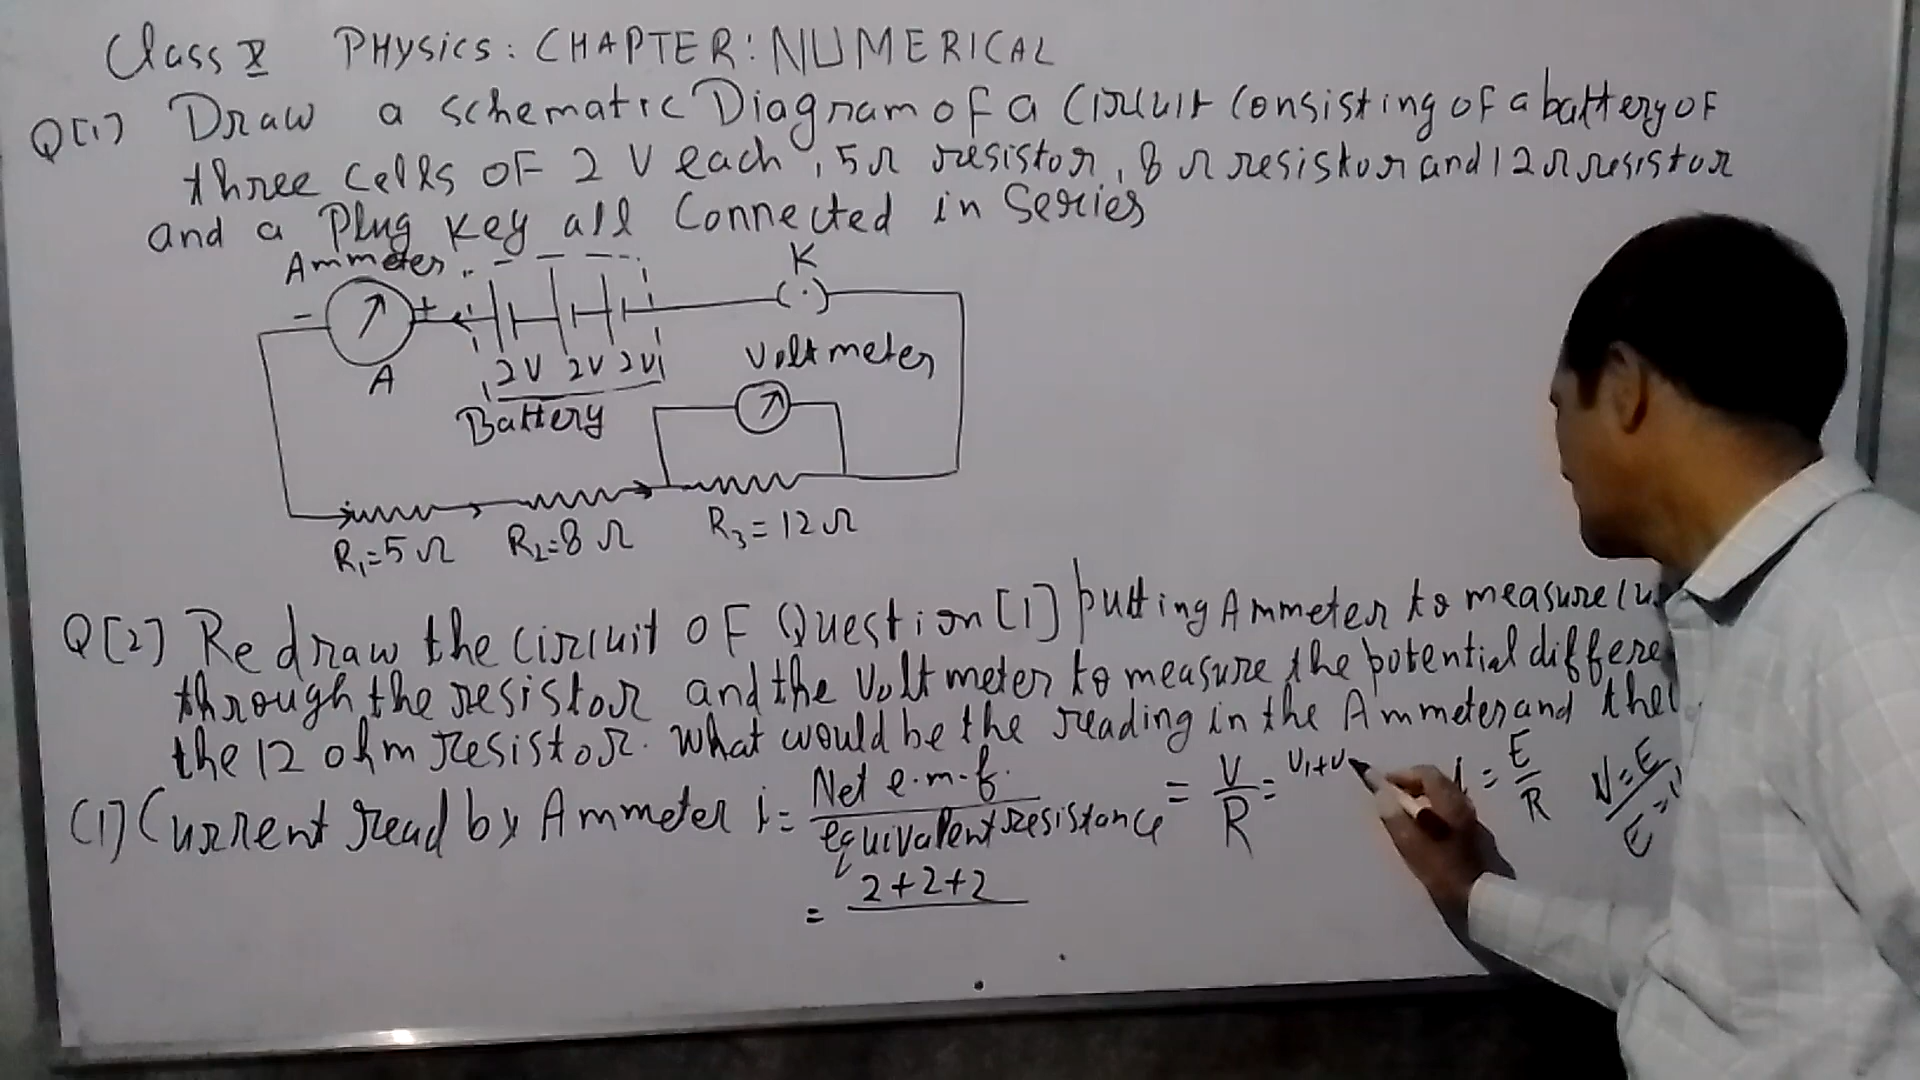 Class X PHysics: CHAPTER: NUMERICAL
Q[1] Draw a schematic Diagram of a Circuit Consisting of a battery of
three Cells of 2 V each, 5Ω resistor, 8 Ω resistor and 12Ω resistor
and a Plug Key all Connected in Series
Ammeter
K
- +
A
2V 2V 2V
Battery
Voltmeter
R₁=5 Ω R₂=8 Ω R₃=12Ω
Q[2] Redraw the circuit OF Question [1] putting Ammeter to measure
through the resistor and the Voltmeter to measure the potential
the 12 ohm resistor. What would be the reading in the Ammeter and the
(1) Current read by Ammeter i = Net e.m.f. / equivalent resistance = V/R = V₁+V i = E/R V=E
= 2+2+2